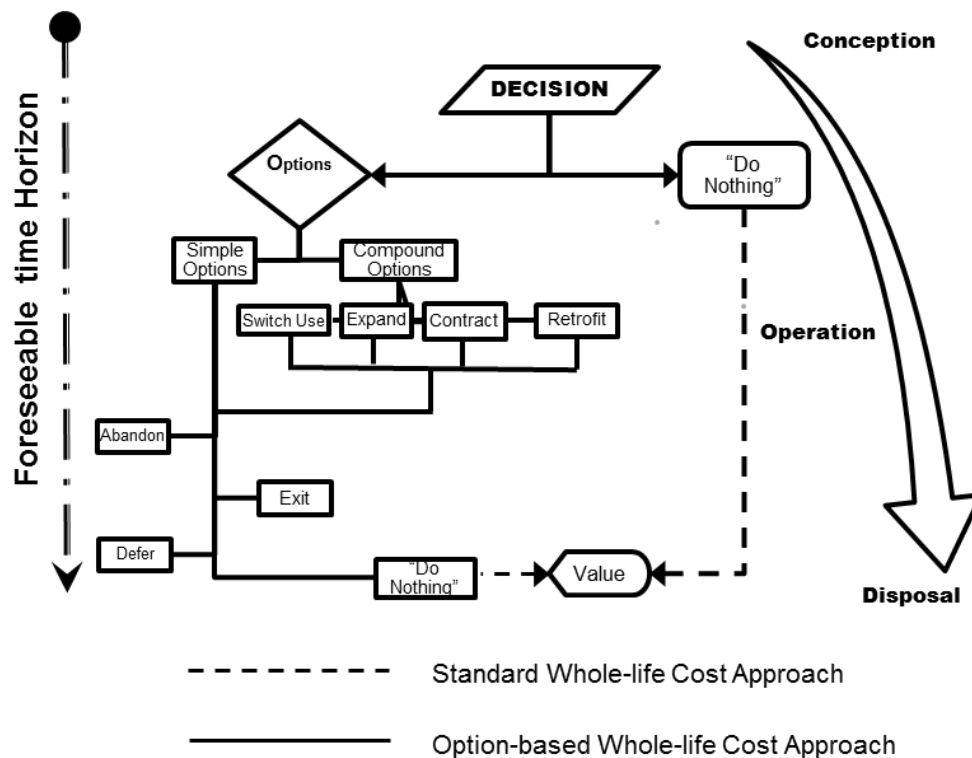 Conception
DECISION
Foreseeable time Horizon
Options
"Do
Nothing"
Simple
Options
Compound
Options
Switch Use
Expand
Contract
Retrofit
Operation
Abandon
Exit
Defer
"Do
Nothing"
Value
Disposal
Standard Whole-life Cost Approach
Option-based Whole-life Cost Approach